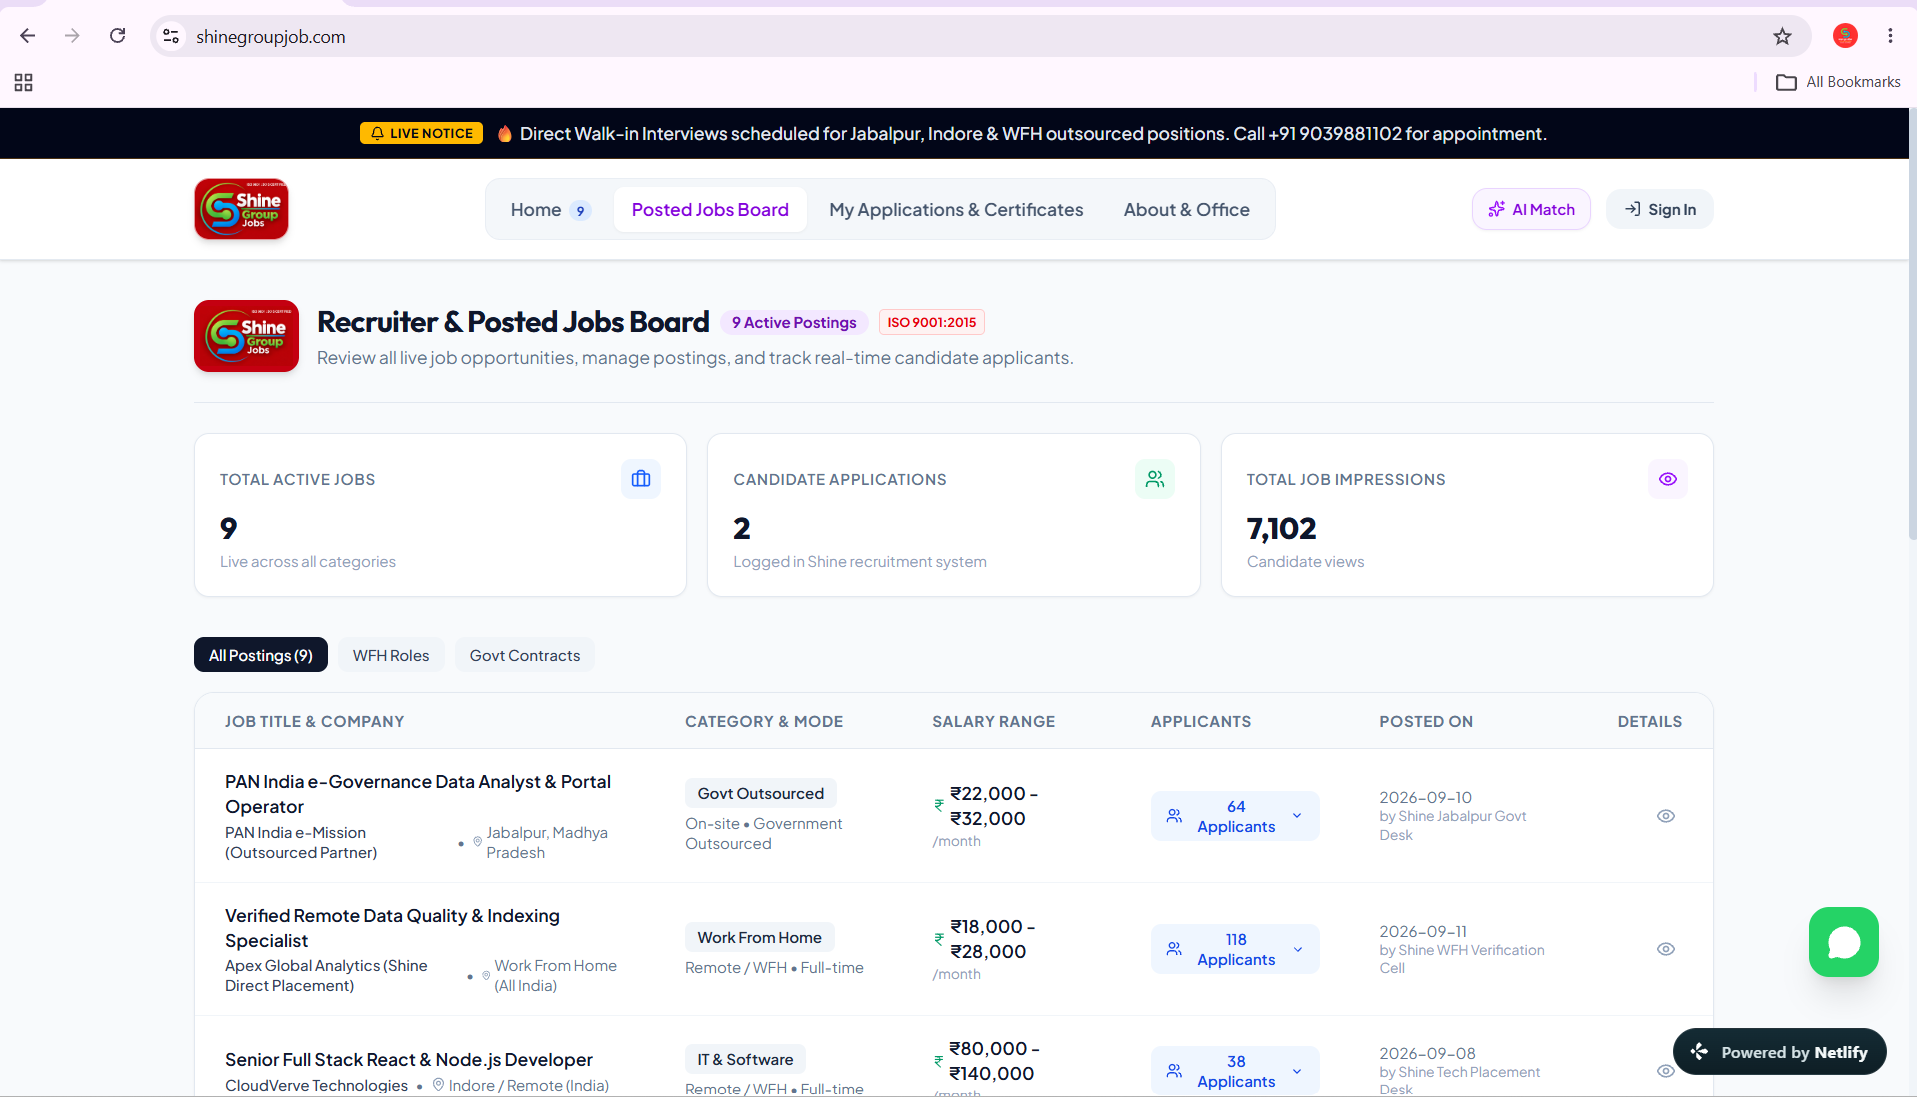 shinegroupjob.com
All Bookmarks
LIVE NOTICE 🔥 Direct Walk-in Interviews scheduled for Jabalpur, Indore & WFH outsourced positions. Call +91 9039881102 for appointment.
Shine
Group
Jobs
Home 9
Posted Jobs Board
My Applications & Certificates
About & Office
AI Match
Sign In
Shine
Group
Jobs
Recruiter & Posted Jobs Board 9 Active Postings ISO 9001:2015
Review all live job opportunities, manage postings, and track real-time candidate applicants.
TOTAL ACTIVE JOBS
9
Live across all categories
CANDIDATE APPLICATIONS
2
Logged in Shine recruitment system
TOTAL JOB IMPRESSIONS
7,102
Candidate views
All Postings (9)
WFH Roles
Govt Contracts
JOB TITLE & COMPANY
CATEGORY & MODE
SALARY RANGE
APPLICANTS
POSTED ON
DETAILS
PAN India e-Governance Data Analyst & Portal
Operator
PAN India e-Mission
(Outsourced Partner)
• Jabalpur, Madhya
Pradesh
Govt Outsourced
On-site • Government
Outsourced
₹ ₹22,000 -
₹32,000
/month
64
Applicants
2026-09-10
by Shine Jabalpur Govt
Desk
Verified Remote Data Quality & Indexing
Specialist
Apex Global Analytics (Shine
Direct Placement)
• Work From Home
(All India)
Work From Home
Remote / WFH • Full-time
₹ ₹18,000 -
₹28,000
/month
118
Applicants
2026-09-11
by Shine WFH Verification
Cell
Senior Full Stack React & Node.js Developer
CloudVerve Technologies • Indore / Remote (India)
IT & Software
Remote / WFH • Full-time
₹ ₹80,000 -
₹140,000
/month
38
Applicants
2026-09-08
by Shine Tech Placement
Desk
Powered by Netlify